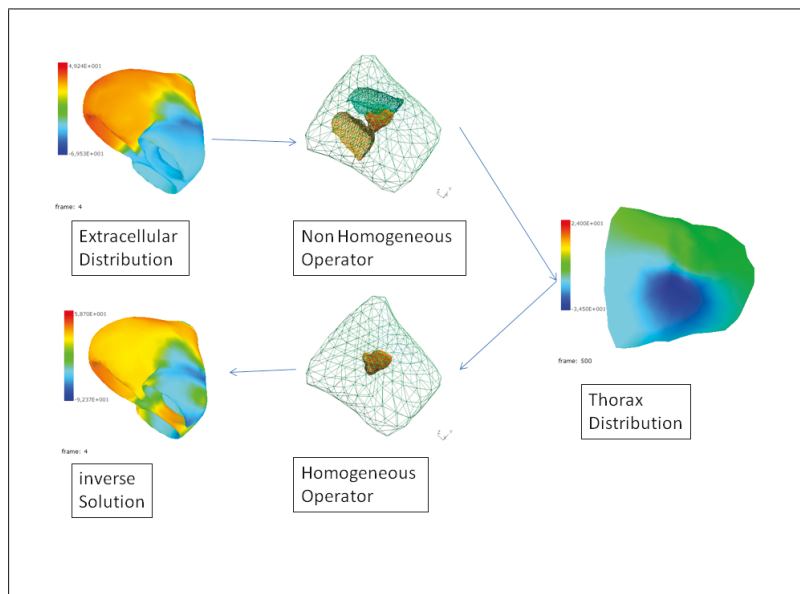 4,924E+001
-6,953E+001
frame: 4
Extracellular
Distribution
Non Homogeneous
Operator
2,400E+001
-3,450E+001
frame: 500
Thorax
Distribution
5,870E+001
-9,237E+001
frame: 4
inverse
Solution
Homogeneous
Operator